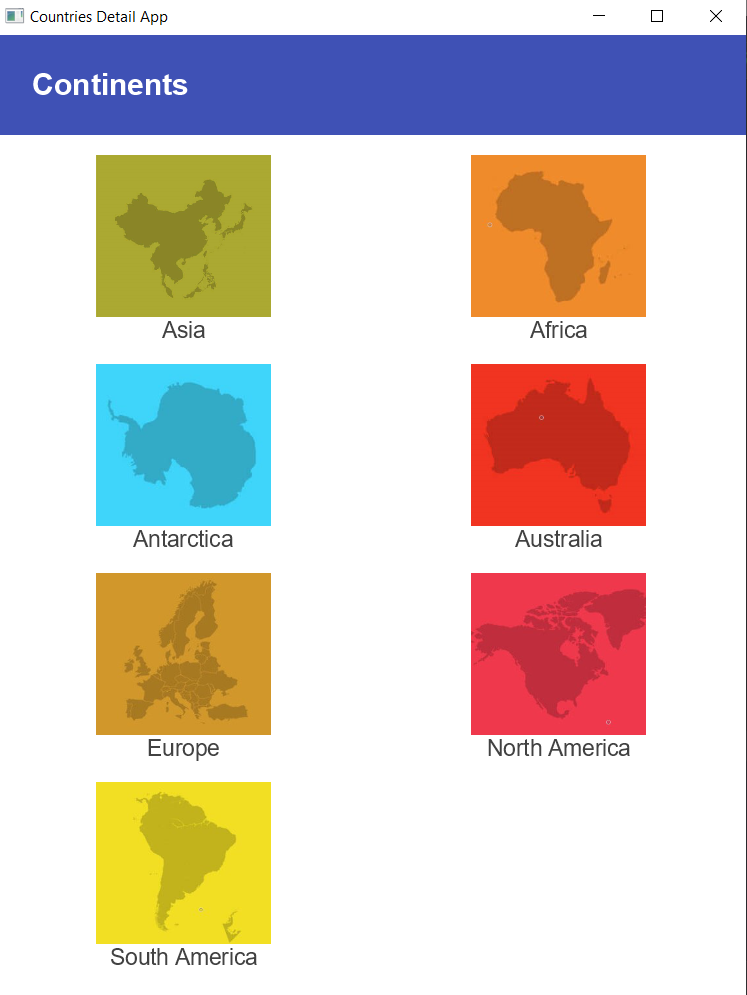 Countries Detail App
Continents
Asia
Africa
Antarctica
Australia
Europe
North America
South America